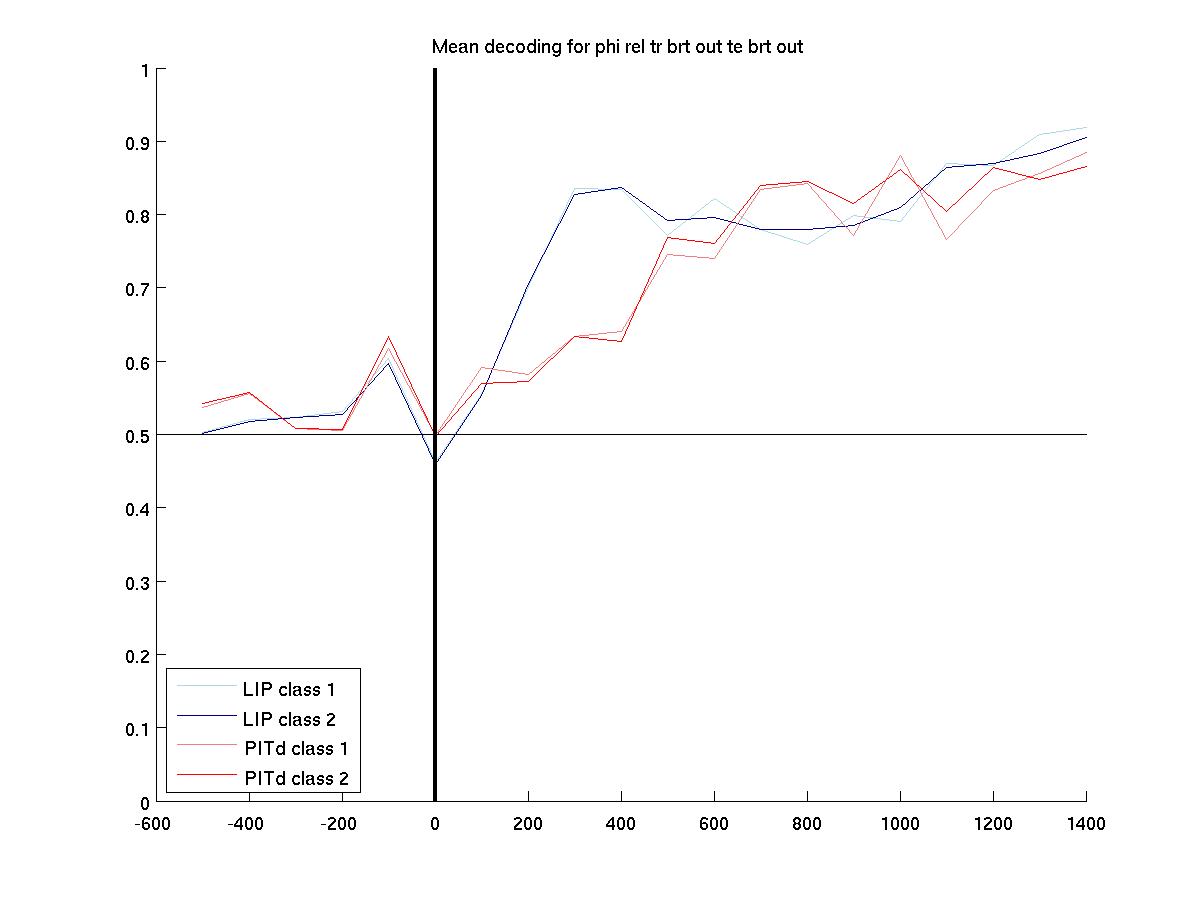 Mean decoding for phi rel tr brt out te brt out
1
0.9
0.8
0.7
0.6
0.5
0.4
0.3
0.2
0.1
0
LIP class 1
LIP class 2
PITd class 1
PITd class 2
-600 -400 -200 0 200 400 600 800 1000 1200 1400